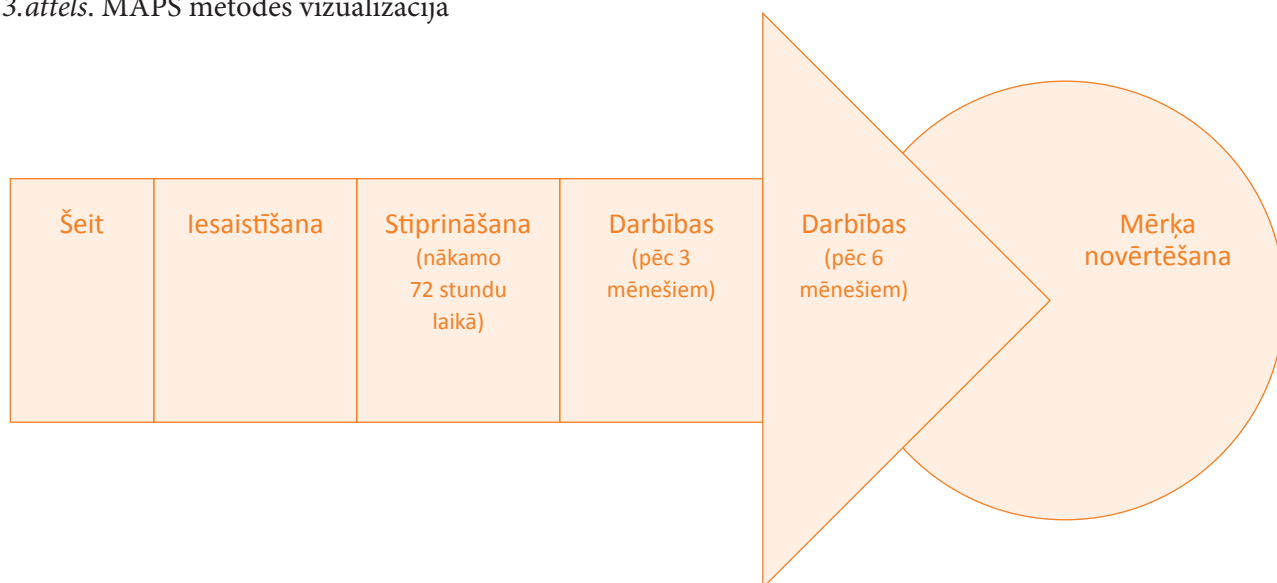 3.attēls. MAPS metodes vizualizācija
Šeit
Iesaistīšana
Stiprināšana
(nākamo
72 stundu
laikā)
Darbības
(pēc 3
mēnešiem)
Darbības
(pēc 6
mēnešiem)
Mērķa
novērtēšana